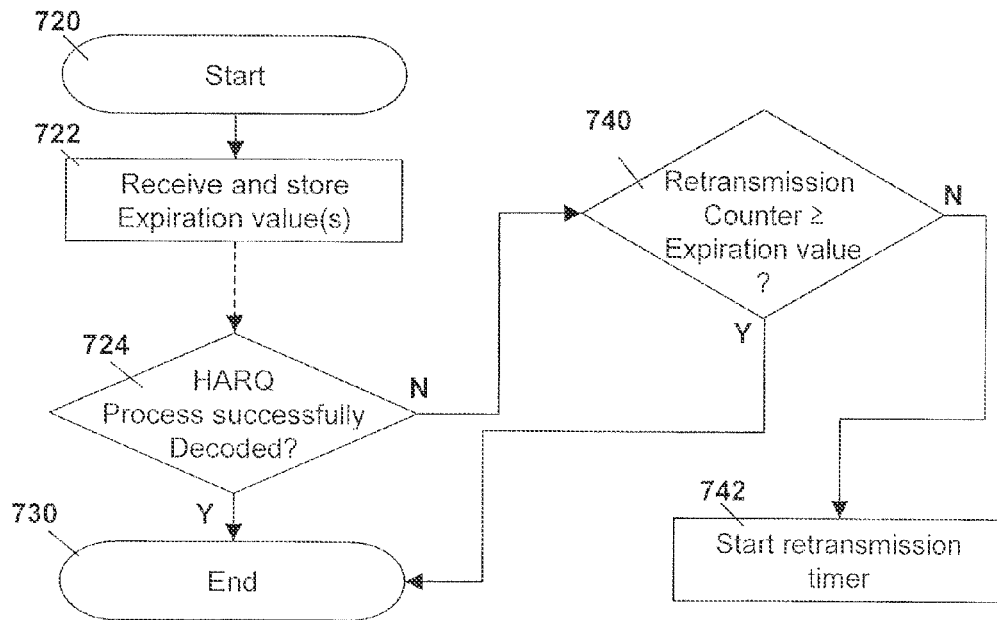 720
Start
722
Receive and store
Expiration value(s)
724
HARQ
Process successfully
Decoded?
N
Y
730
End
740
Retransmission
Counter ≥
Expiration value
?
N
Y
742
Start retransmission
timer